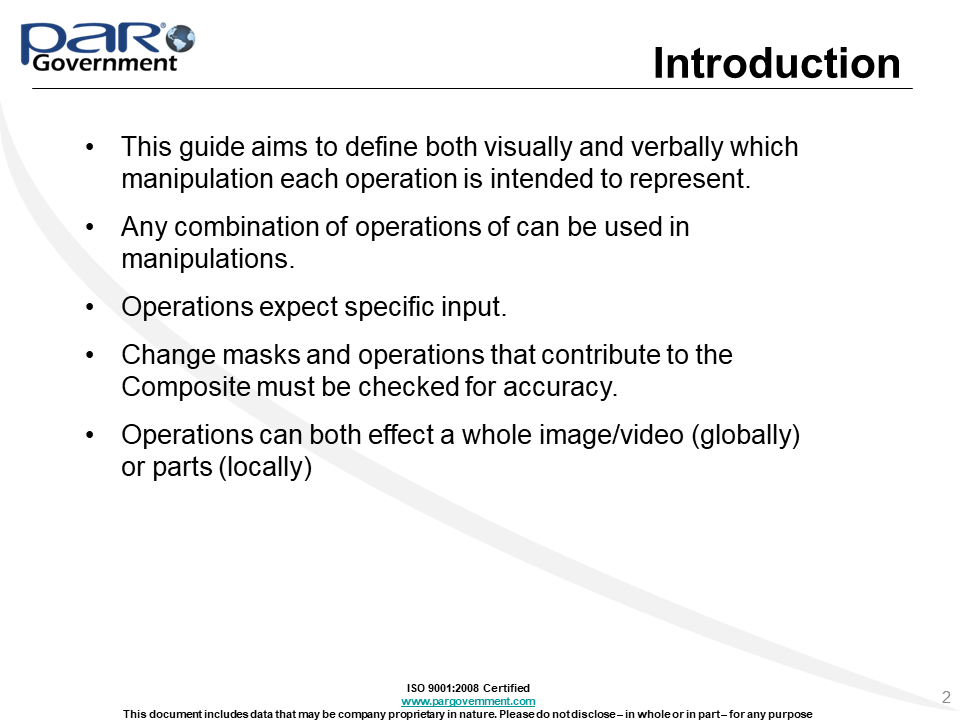 PAR Government
Introduction
• This guide aims to define both visually and verbally which
manipulation each operation is intended to represent.
• Any combination of operations of can be used in
manipulations.
• Operations expect specific input.
• Change masks and operations that contribute to the
Composite must be checked for accuracy.
• Operations can both effect a whole image/video (globally)
or parts (locally)
ISO 9001:2008 Certified
www.pargovernment.com
This document includes data that may be company proprietary in nature. Please do not disclose – in whole or in part – for any purpose
2